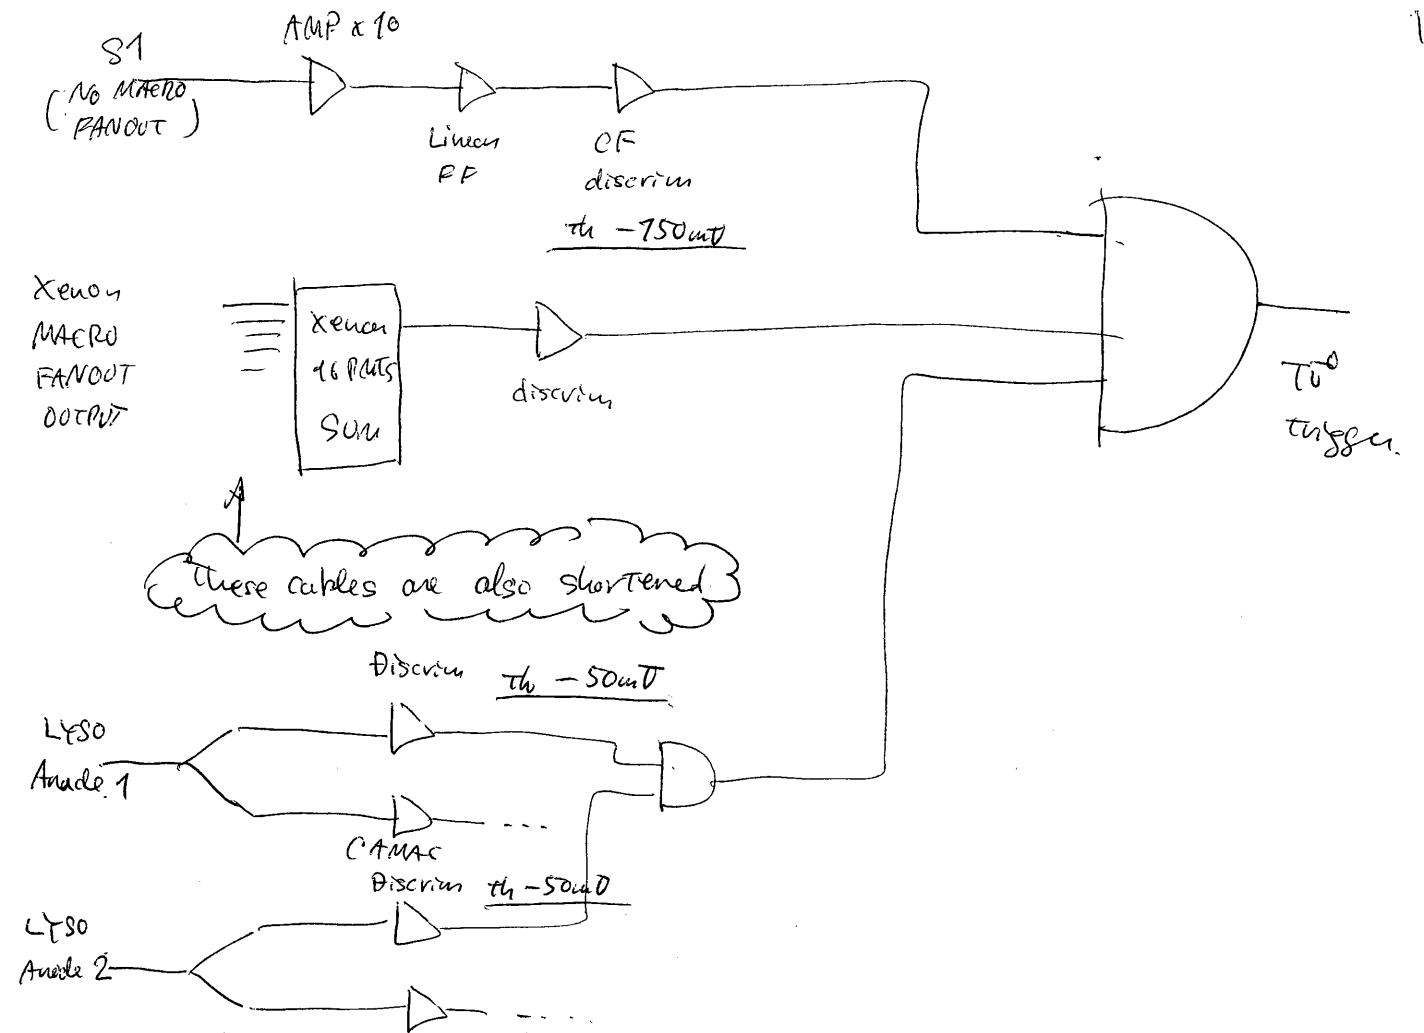 1
AMP x 10
S1
(NO MACRO
FANOUT)
Linear
FF
CF
discrim
th -750mV
Xenon
MACRO
FANOUT
OUTPUT
Xenon
16 PMTs
SUM
discrim
π⁰
trigger.
These cables are also shortened
Discrim th -50mV
LYSO
Anode 1
CAMAC
Discrim th -50mV
LYSO
Anode 2